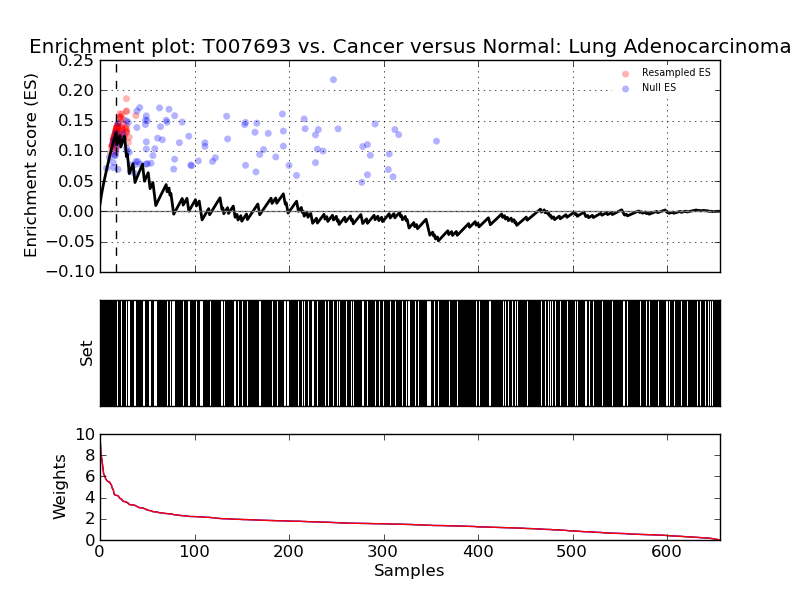 Enrichment plot: T007693 vs. Cancer versus Normal: Lung Adenocarcinoma
Enrichment score (ES)
0.25
0.20
0.15
0.10
0.05
0.00
−0.05
−0.10
Resampled ES
Null ES
Set
Weights
10
8
6
4
2
0
0 100 200 300 400 500 600
Samples